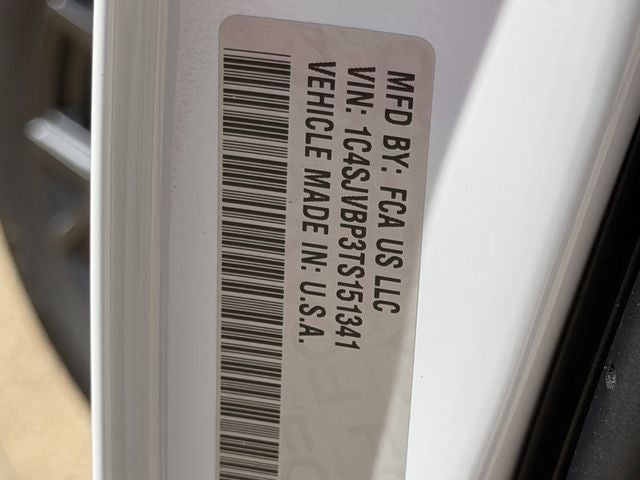 MFD BY: FCA US LLC
VIN: 1C4SJVBP3TS151341
VEHICLE MADE IN: U.S.A.